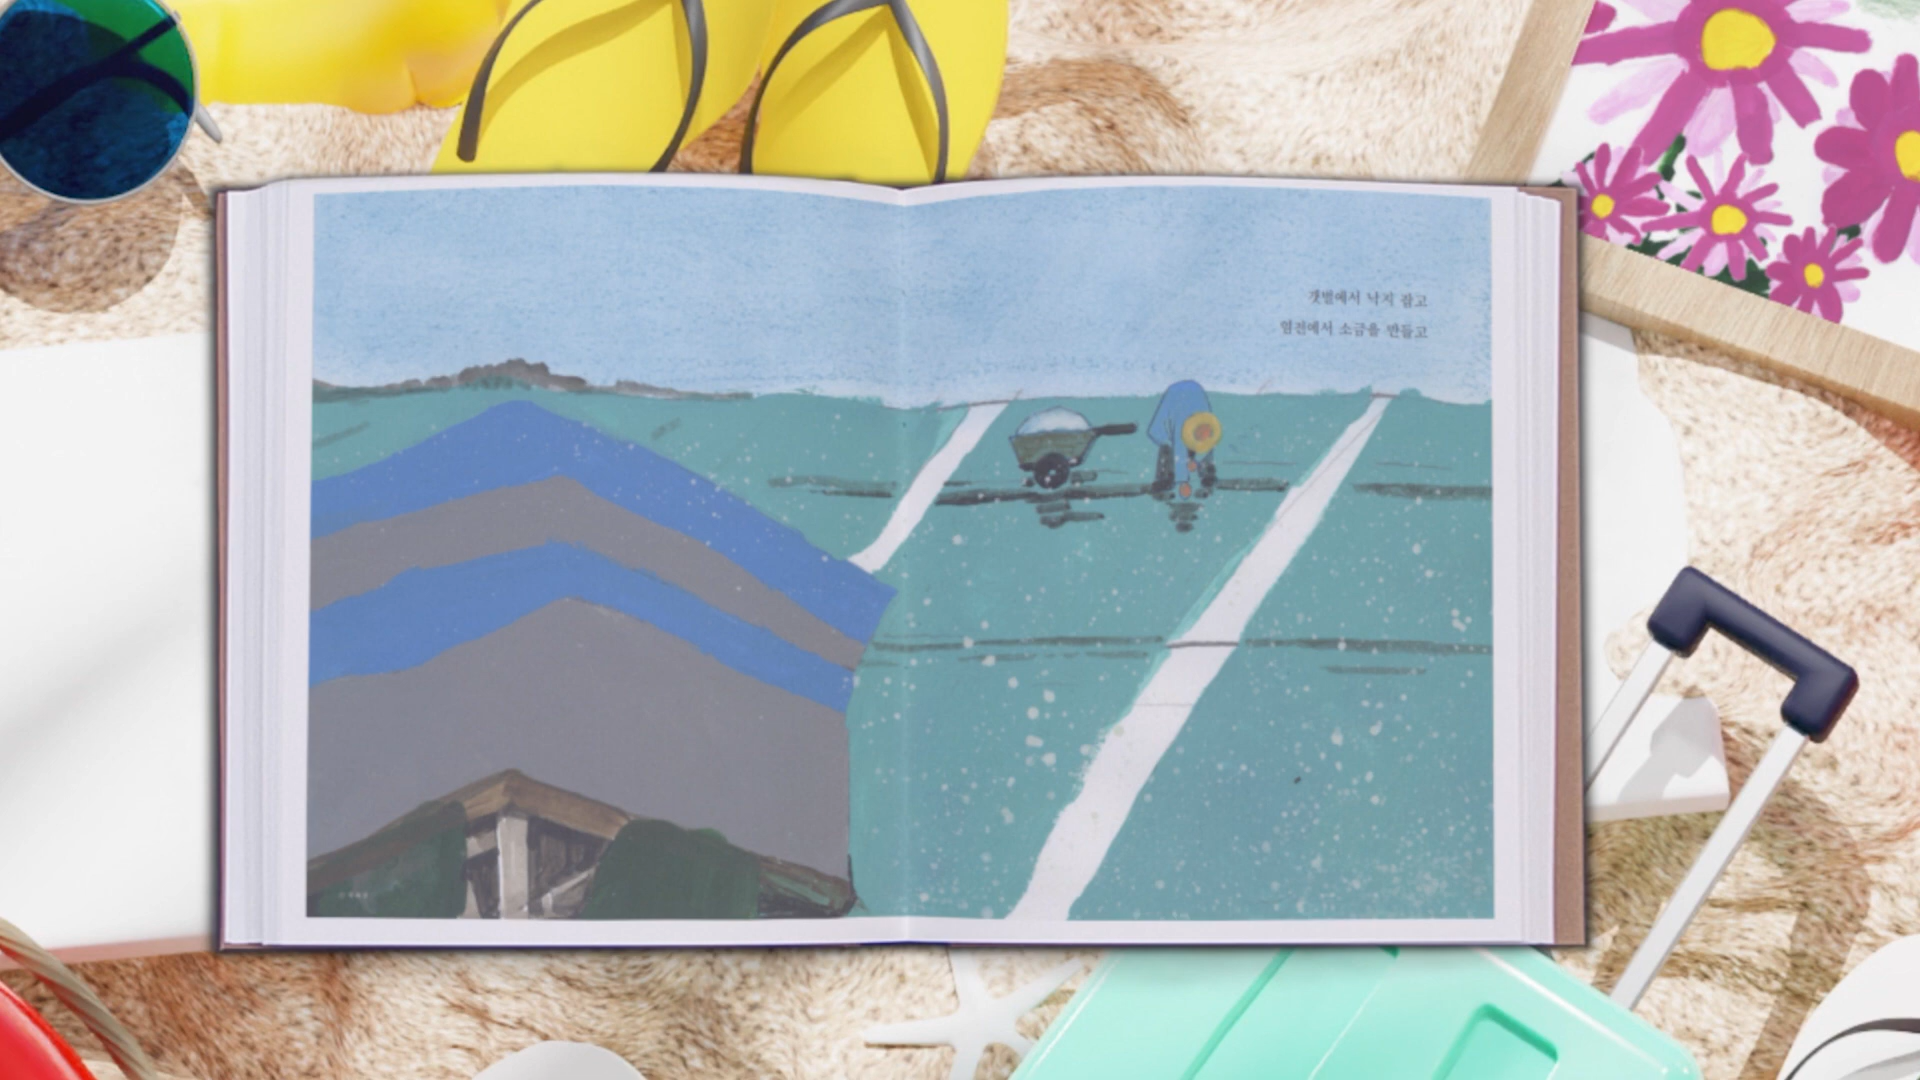 갯벌에서 낙지 잡고
염전에서 소금을 만들고